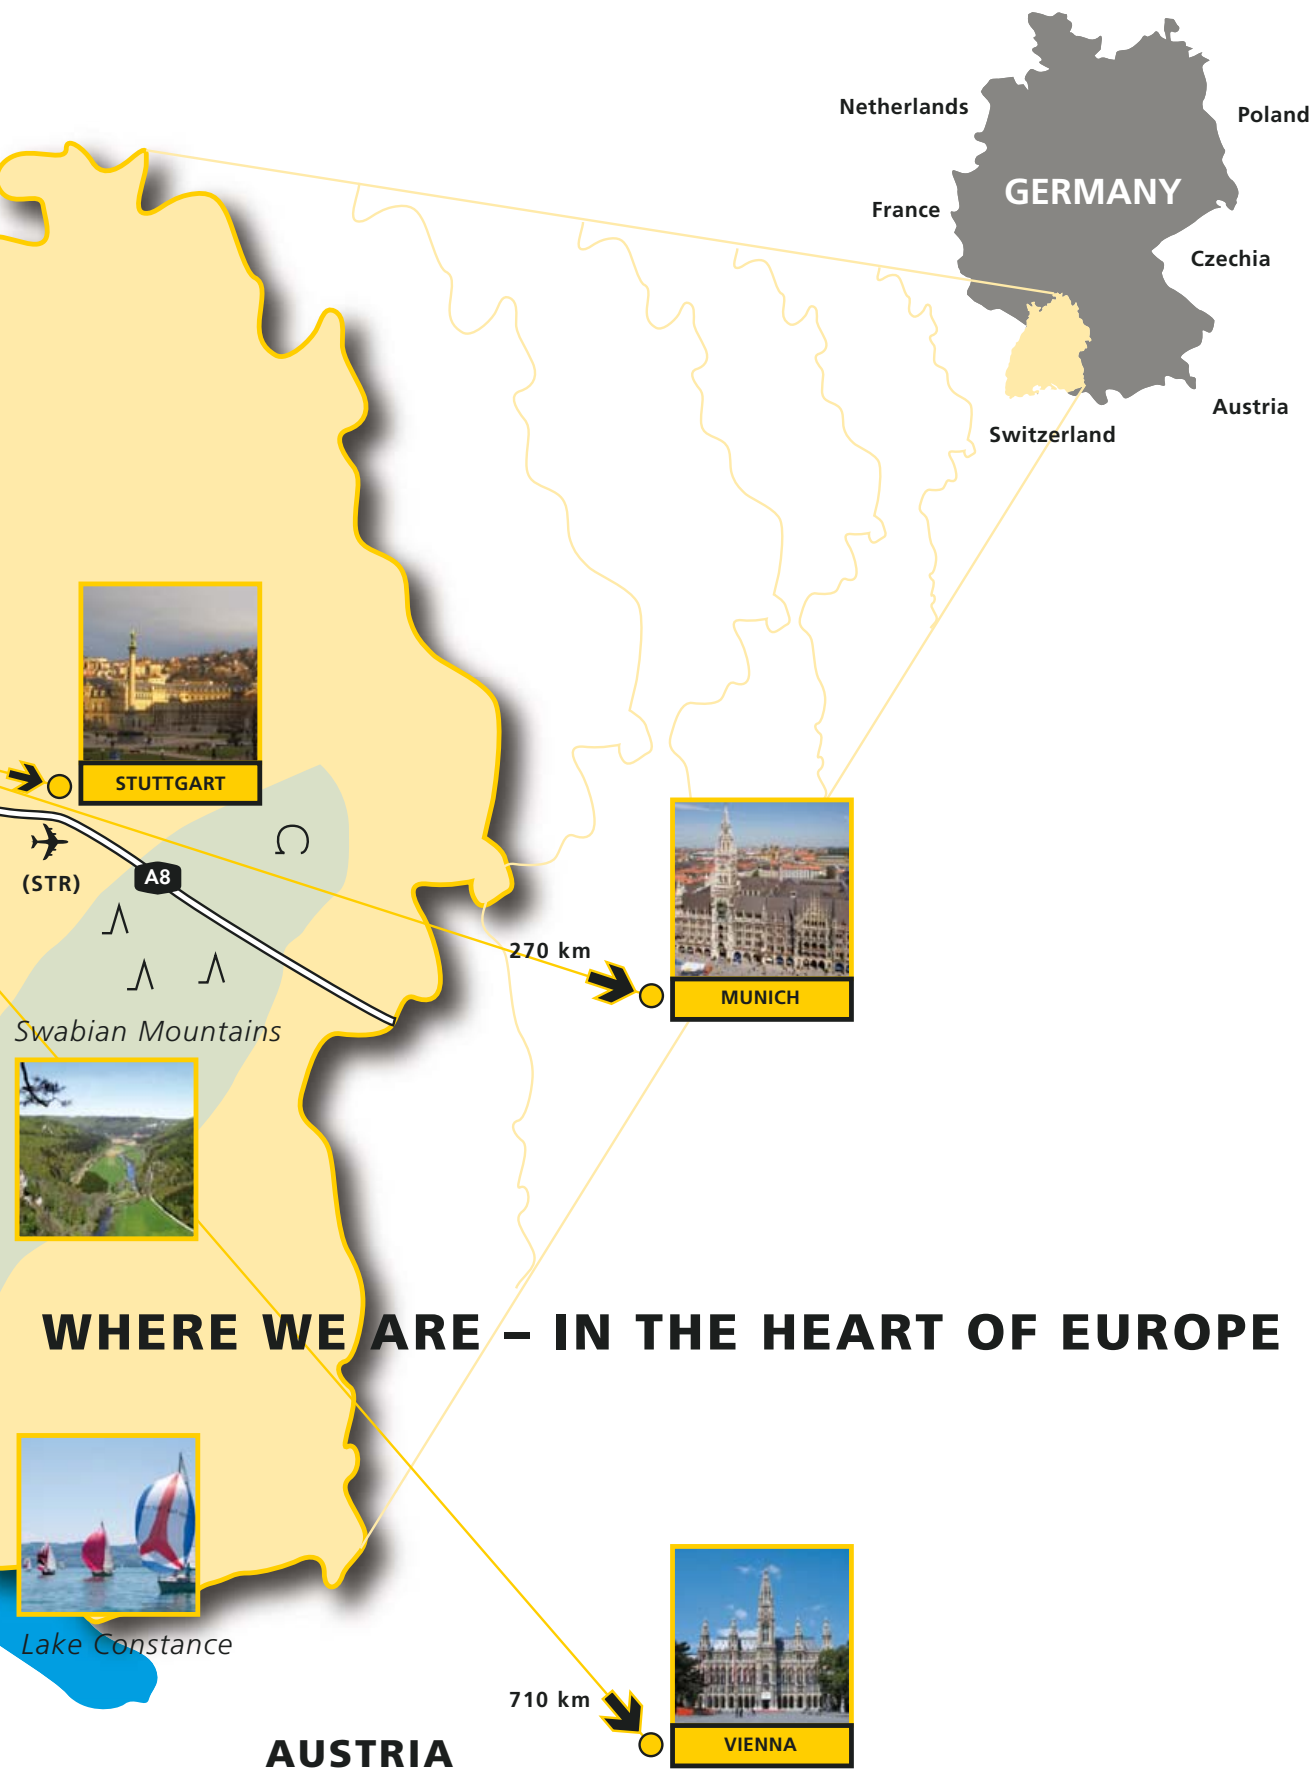 Netherlands
Poland
GERMANY
France
Czechia
Austria
Switzerland
STUTTGART
(STR)
A8
270 km
MUNICH
Swabian Mountains
WHERE WE ARE – IN THE HEART OF EUROPE
Lake Constance
710 km
VIENNA
AUSTRIA